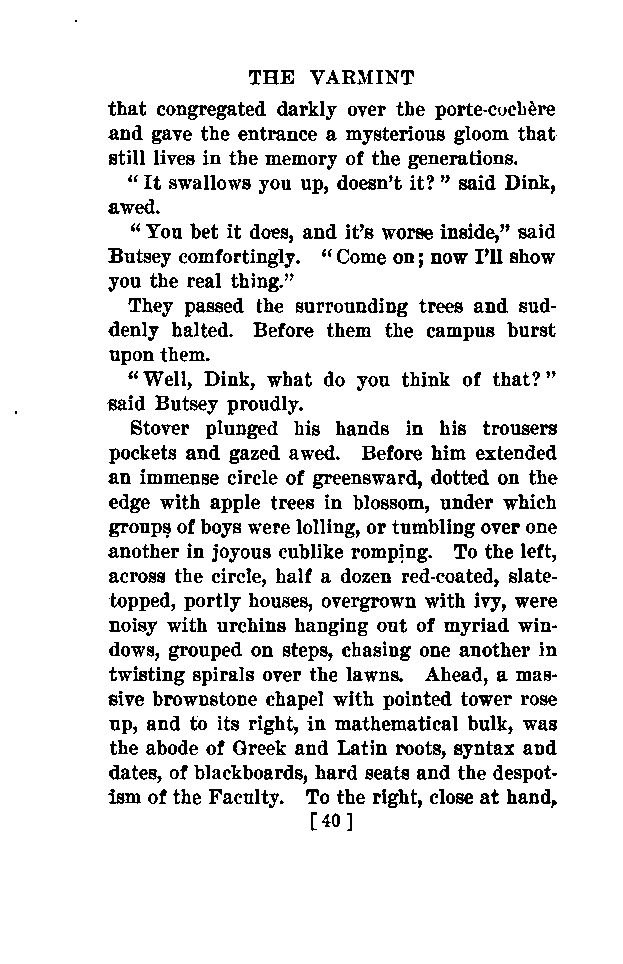 THE VARMINT
that congregated darkly over the porte-cochère
and gave the entrance a mysterious gloom that
still lives in the memory of the generations.
“It swallows you up, doesn't it?” said Dink,
awed.
“You bet it does, and it's worse inside,” said
Butsey comfortingly. “Come on; now I'll show
you the real thing.”
They passed the surrounding trees and sud-
denly halted. Before them the campus burst
upon them.
“Well, Dink, what do you think of that?”
said Butsey proudly.
Stover plunged his hands in his trousers
pockets and gazed awed. Before him extended
an immense circle of greensward, dotted on the
edge with apple trees in blossom, under which
groups of boys were lolling, or tumbling over one
another in joyous cublike romping. To the left,
across the circle, half a dozen red-coated, slate-
topped, portly houses, overgrown with ivy, were
noisy with urchins hanging out of myriad win-
dows, grouped on steps, chasing one another in
twisting spirals over the lawns. Ahead, a mas-
sive brownstone chapel with pointed tower rose
up, and to its right, in mathematical bulk, was
the abode of Greek and Latin roots, syntax and
dates, of blackboards, hard seats and the despot-
ism of the Faculty. To the right, close at hand,
[40]